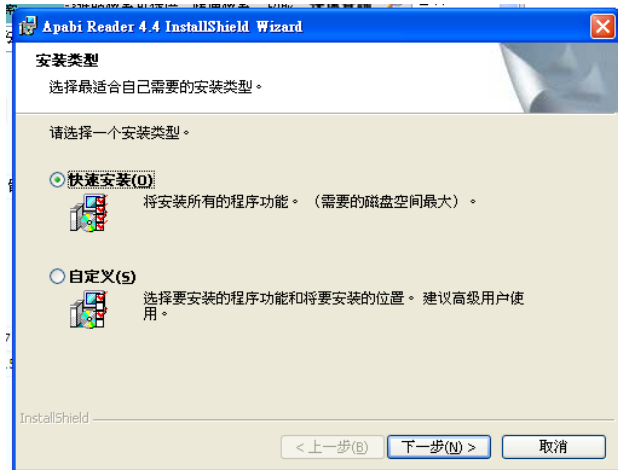 Apabi Reader 4.4 InstallShield Wizard
安装类型
选择最适合自己需要的安装类型。
请选择一个安装类型。
快速安装(O)
将安装所有的程序功能。（需要的磁盘空间最大）。
自定义(S)
选择要安装的程序功能和将要安装的位置。建议高级用户使
用。
InstallShield
<上一步(B) 下一步(N) > 取消